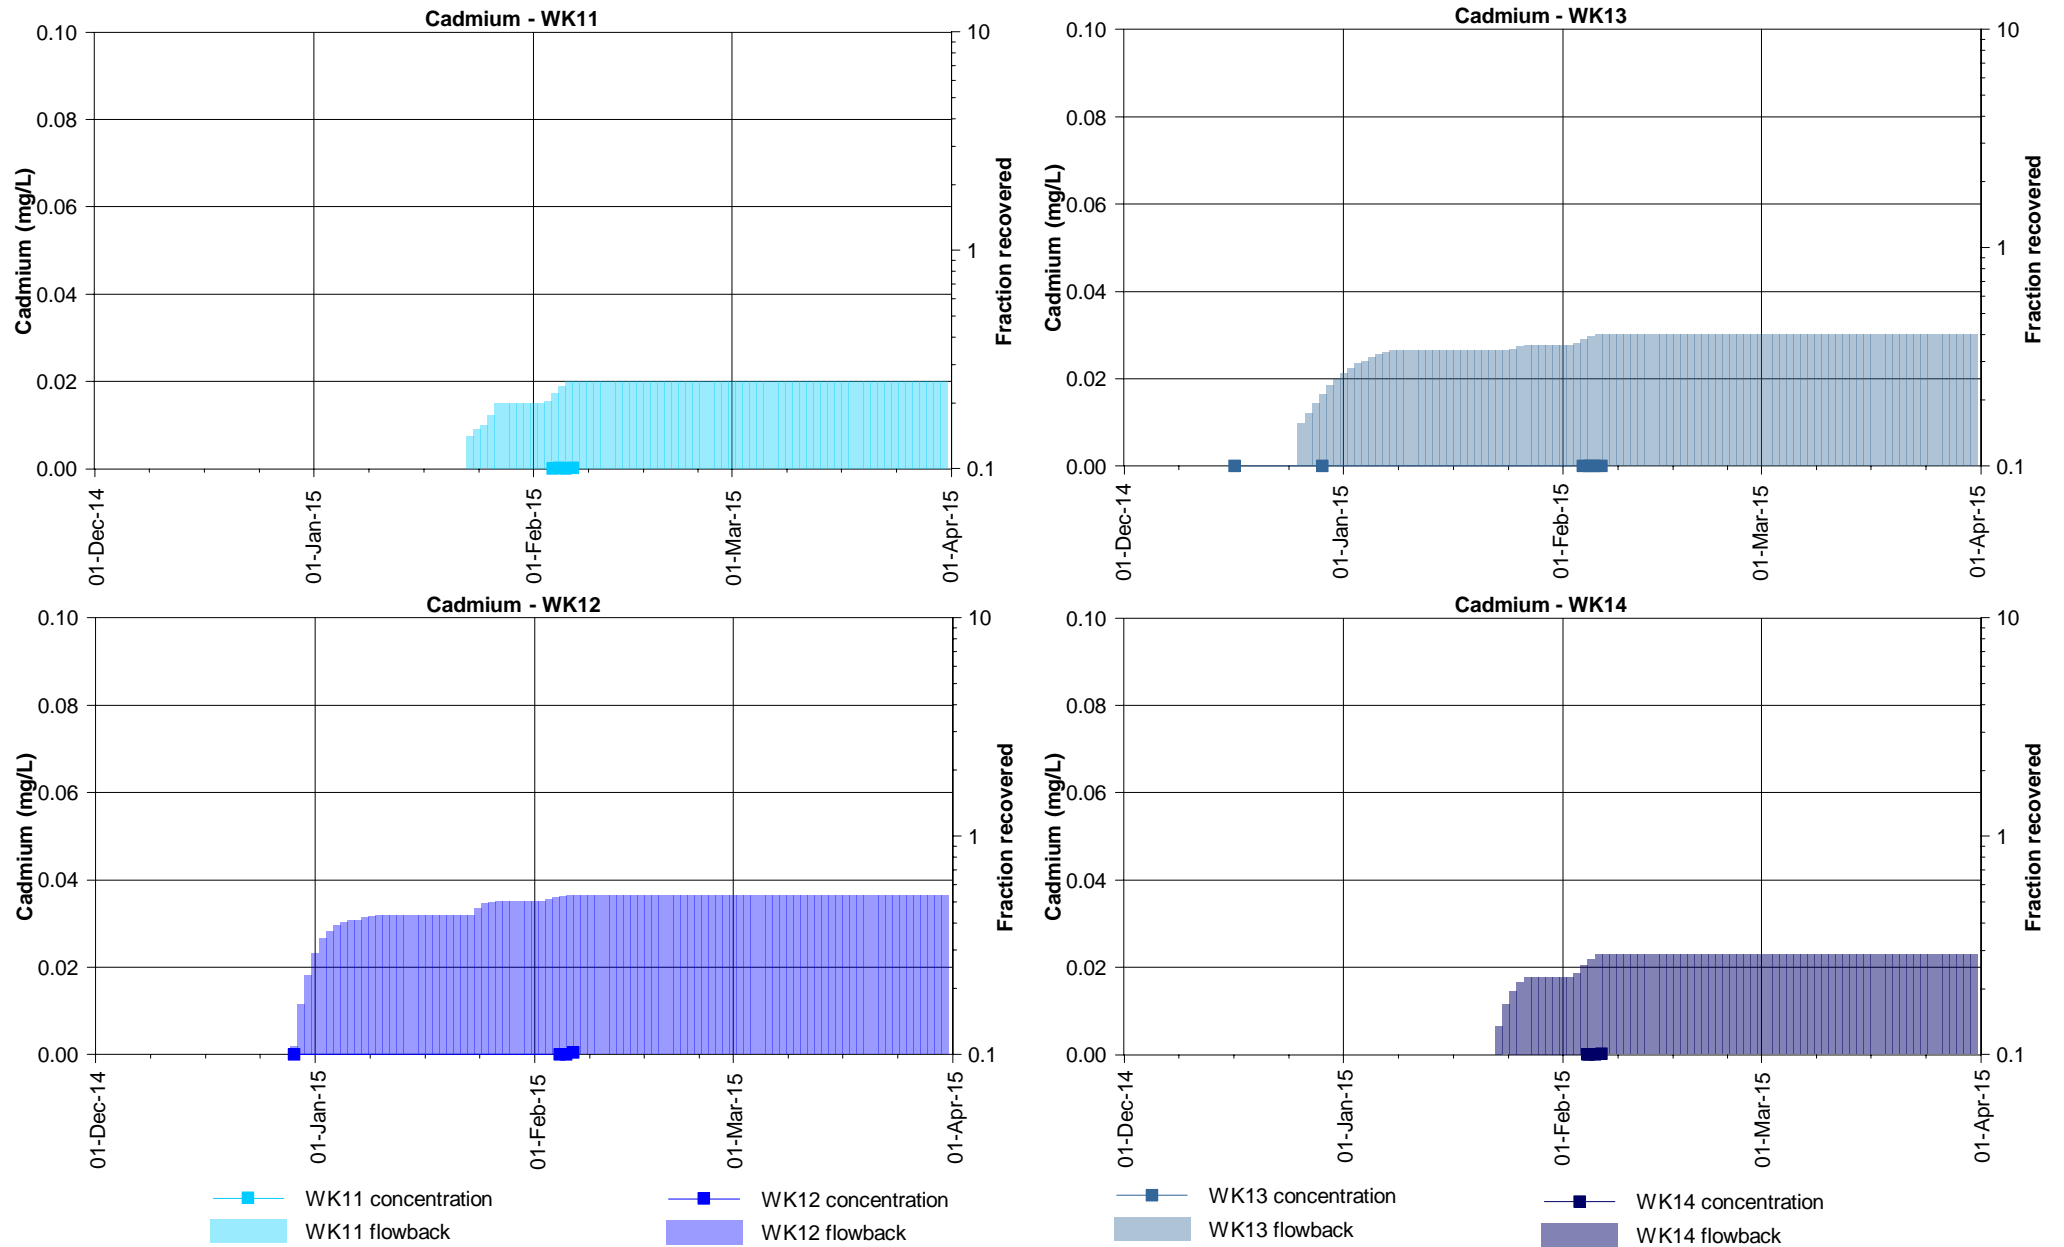 Cadmium - WK11
0.10
0.08
0.06
0.04
0.02
0.00
Cadmium (mg/L)
10
1
0.1
Fraction recovered
01-Dec-14
01-Jan-15
01-Feb-15
01-Mar-15
01-Apr-15
Cadmium - WK13
0.10
0.08
0.06
0.04
0.02
0.00
Cadmium (mg/L)
10
1
0.1
Fraction recovered
01-Dec-14
01-Jan-15
01-Feb-15
01-Mar-15
01-Apr-15
Cadmium - WK12
0.10
0.08
0.06
0.04
0.02
0.00
Cadmium (mg/L)
10
1
0.1
Fraction recovered
01-Dec-14
01-Jan-15
01-Feb-15
01-Mar-15
01-Apr-15
Cadmium - WK14
0.10
0.08
0.06
0.04
0.02
0.00
Cadmium (mg/L)
10
1
0.1
Fraction recovered
01-Dec-14
01-Jan-15
01-Feb-15
01-Mar-15
01-Apr-15
WK11 concentration
WK11 flowback
WK12 concentration
WK12 flowback
WK13 concentration
WK13 flowback
WK14 concentration
WK14 flowback